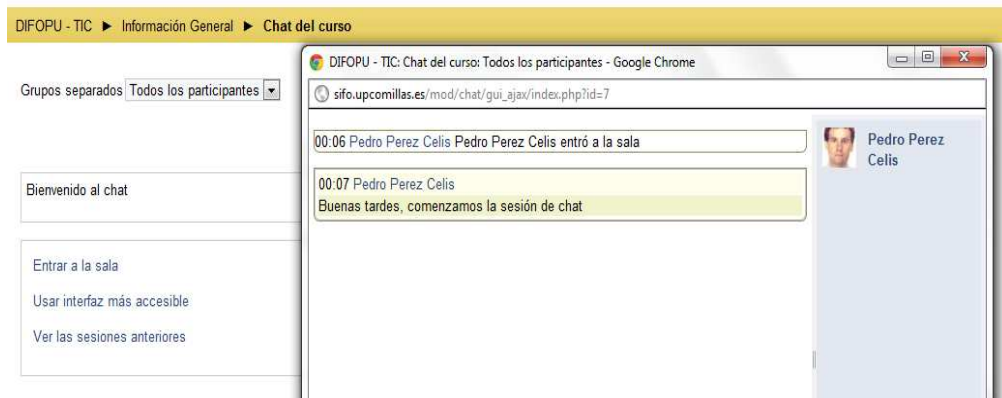 DIFOPU - TIC ► Información General ► Chat del curso
Grupos separados Todos los participantes
Bienvenido al chat
Entrar a la sala
Usar interfaz más accesible
Ver las sesiones anteriores
DIFOPU - TIC: Chat del curso: Todos los participantes - Google Chrome
sifo.upcomillas.es/mod/chat/gui_ajax/index.php?id=7
00:06 Pedro Perez Celis Pedro Perez Celis entró a la sala
00:07 Pedro Perez Celis
Buenas tardes, comenzamos la sesión de chat
Pedro Perez
Celis